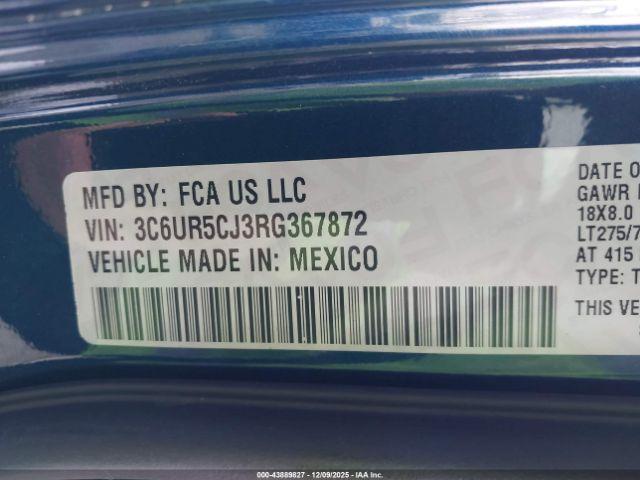 MFD BY: FCA US LLC
VIN: 3C6UR5CJ3RG367872
VEHICLE MADE IN: MEXICO
DATE O
GAWR
18X8.0
LT275/7
AT 415
TYPE: T
THIS VE
000-43889827 - 12/09/2025 - IAA Inc.